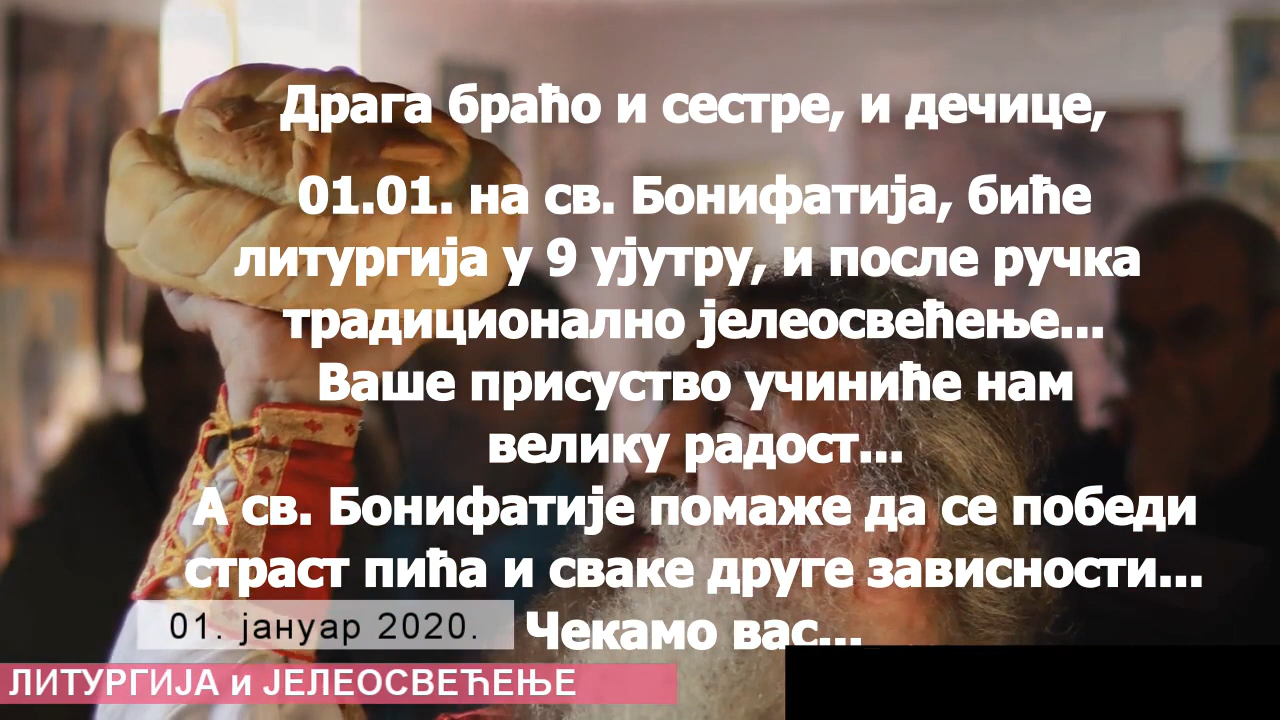 Драга браћо и сестре, и дечице,
01.01. на св. Бонифатија, биће
литургија у 9 ујутру, и после ручка
традиционално јелеосвећење...
Ваше присуство учиниће нам
велику радост...
А св. Бонифатије помаже да се победи
страст пића и сваке друге зависности...
Чекамо вас...
01. јануар 2020.
ЛИТУРГИЈА и ЈЕЛЕОСВЕЋЕЊЕ